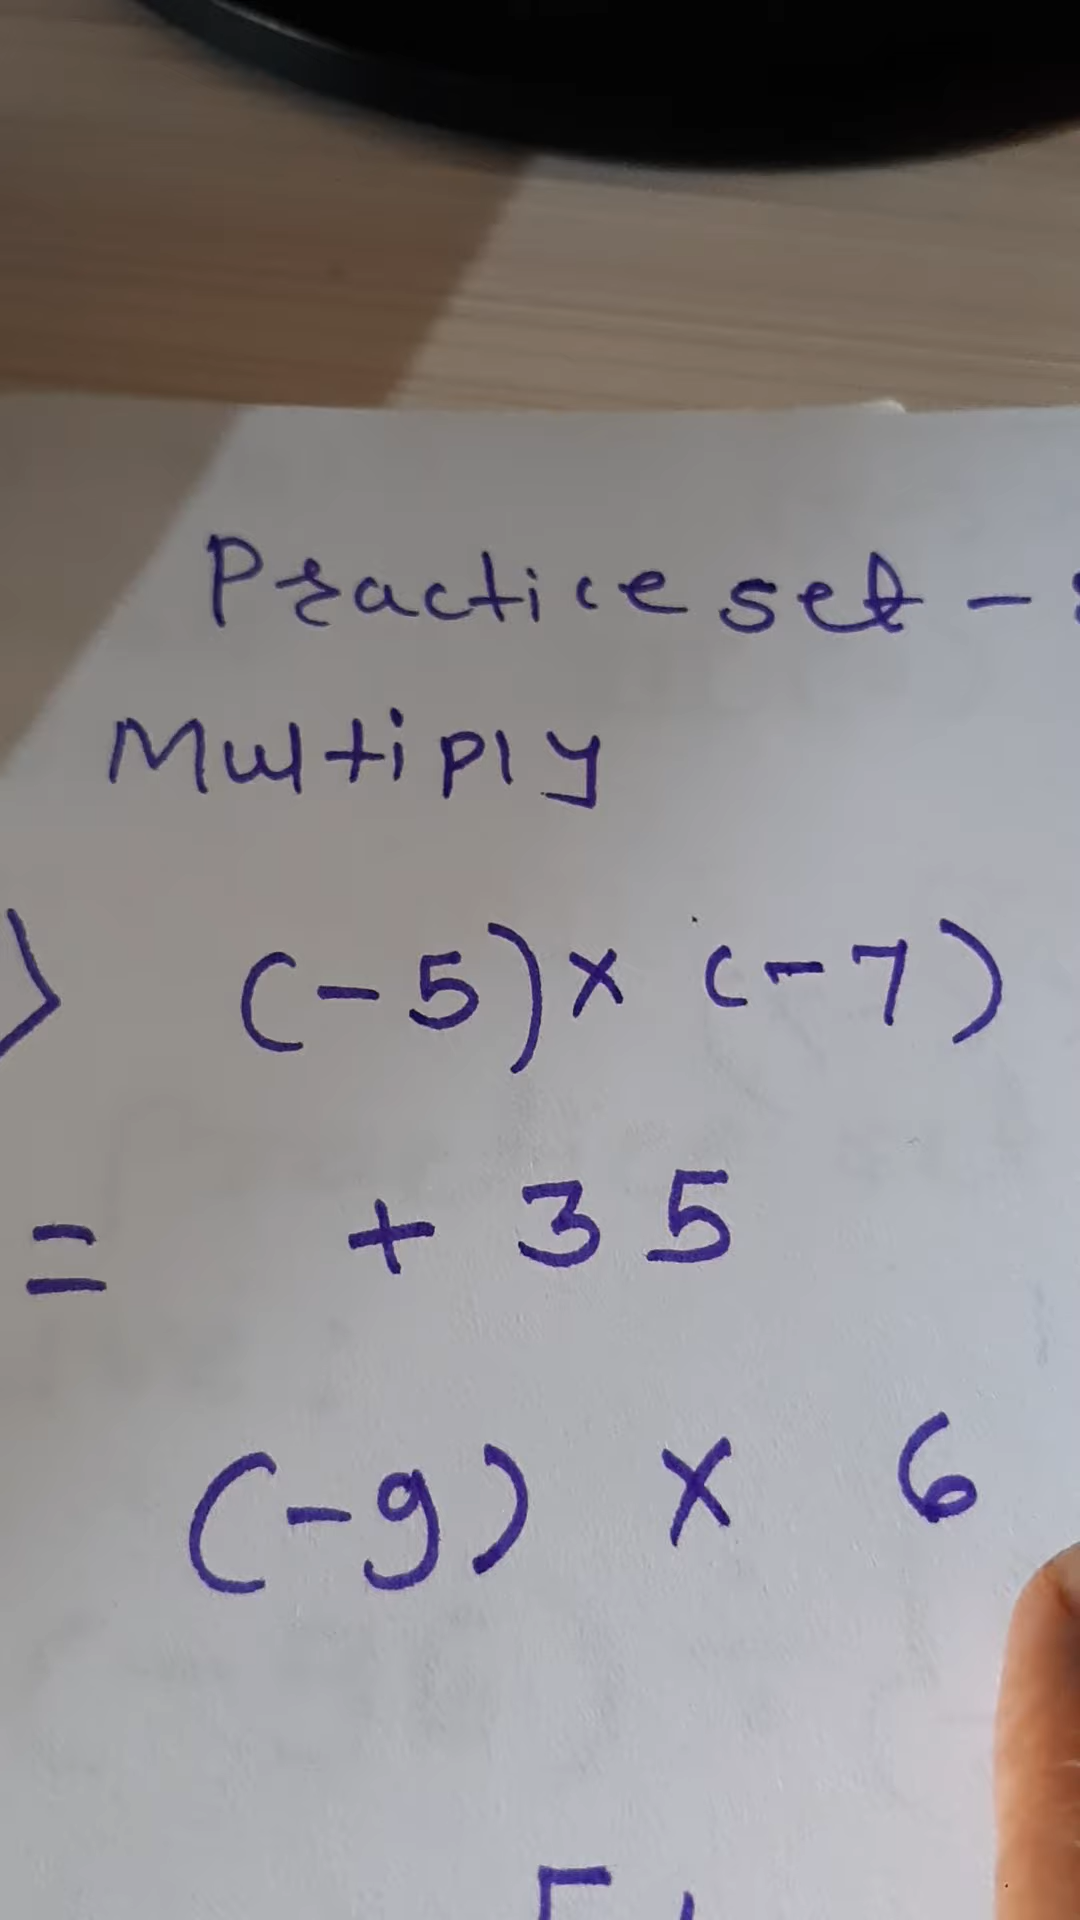 Practice set -
Multiply
(-5) × (-7)
= + 35
(-9) × 6